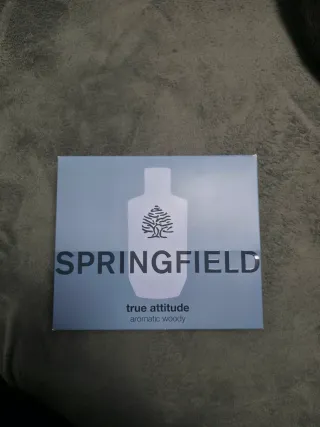 SPRINGFIELD
true attitude
aromatic woody